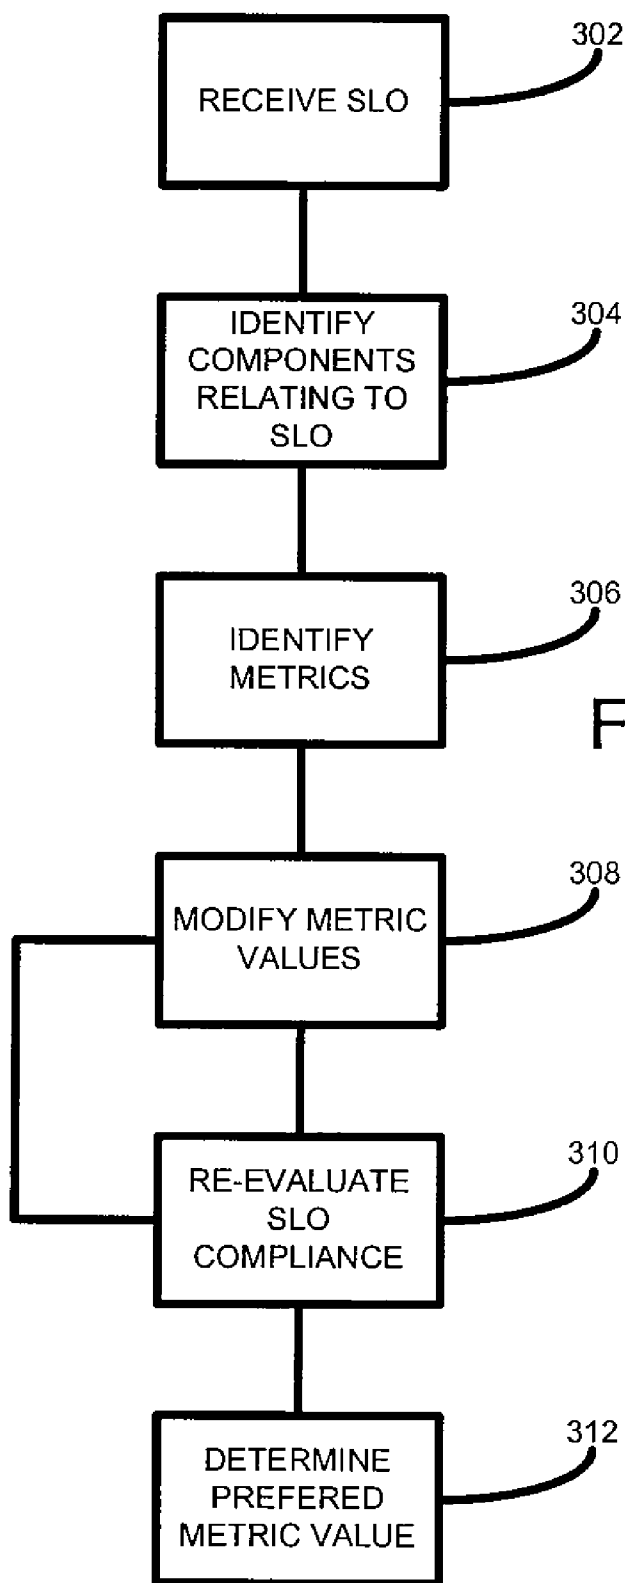 302
RECEIVE SLO
304
IDENTIFY
COMPONENTS
RELATING TO
SLO
306
IDENTIFY
METRICS
F
308
MODIFY METRIC
VALUES
310
RE-EVALUATE
SLO
COMPLIANCE
312
DETERMINE
PREFERED
METRIC VALUE